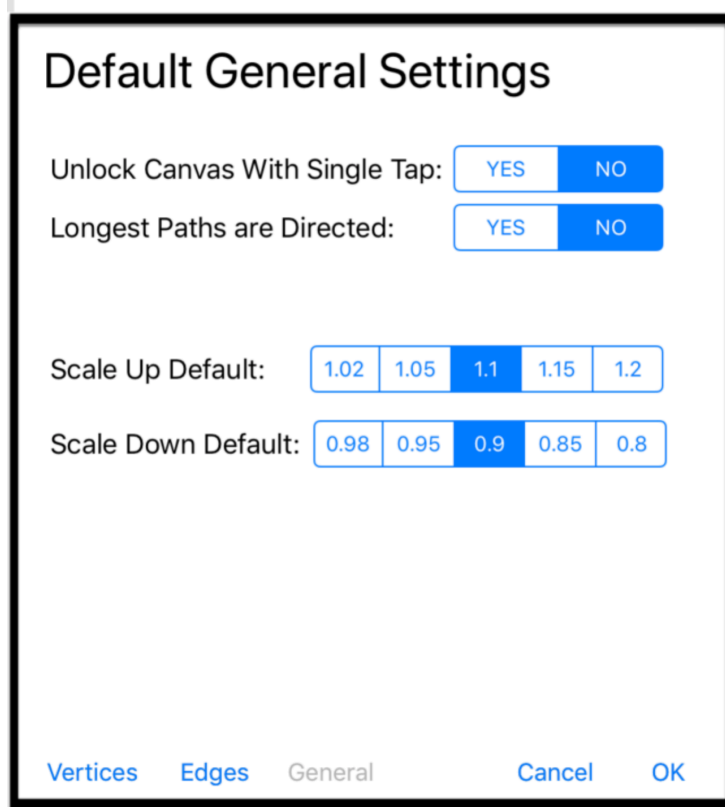 Default General Settings
Unlock Canvas With Single Tap: YES NO
Longest Paths are Directed: YES NO
Scale Up Default: 1.02 1.05 1.1 1.15 1.2
Scale Down Default: 0.98 0.95 0.9 0.85 0.8
Vertices Edges General Cancel OK